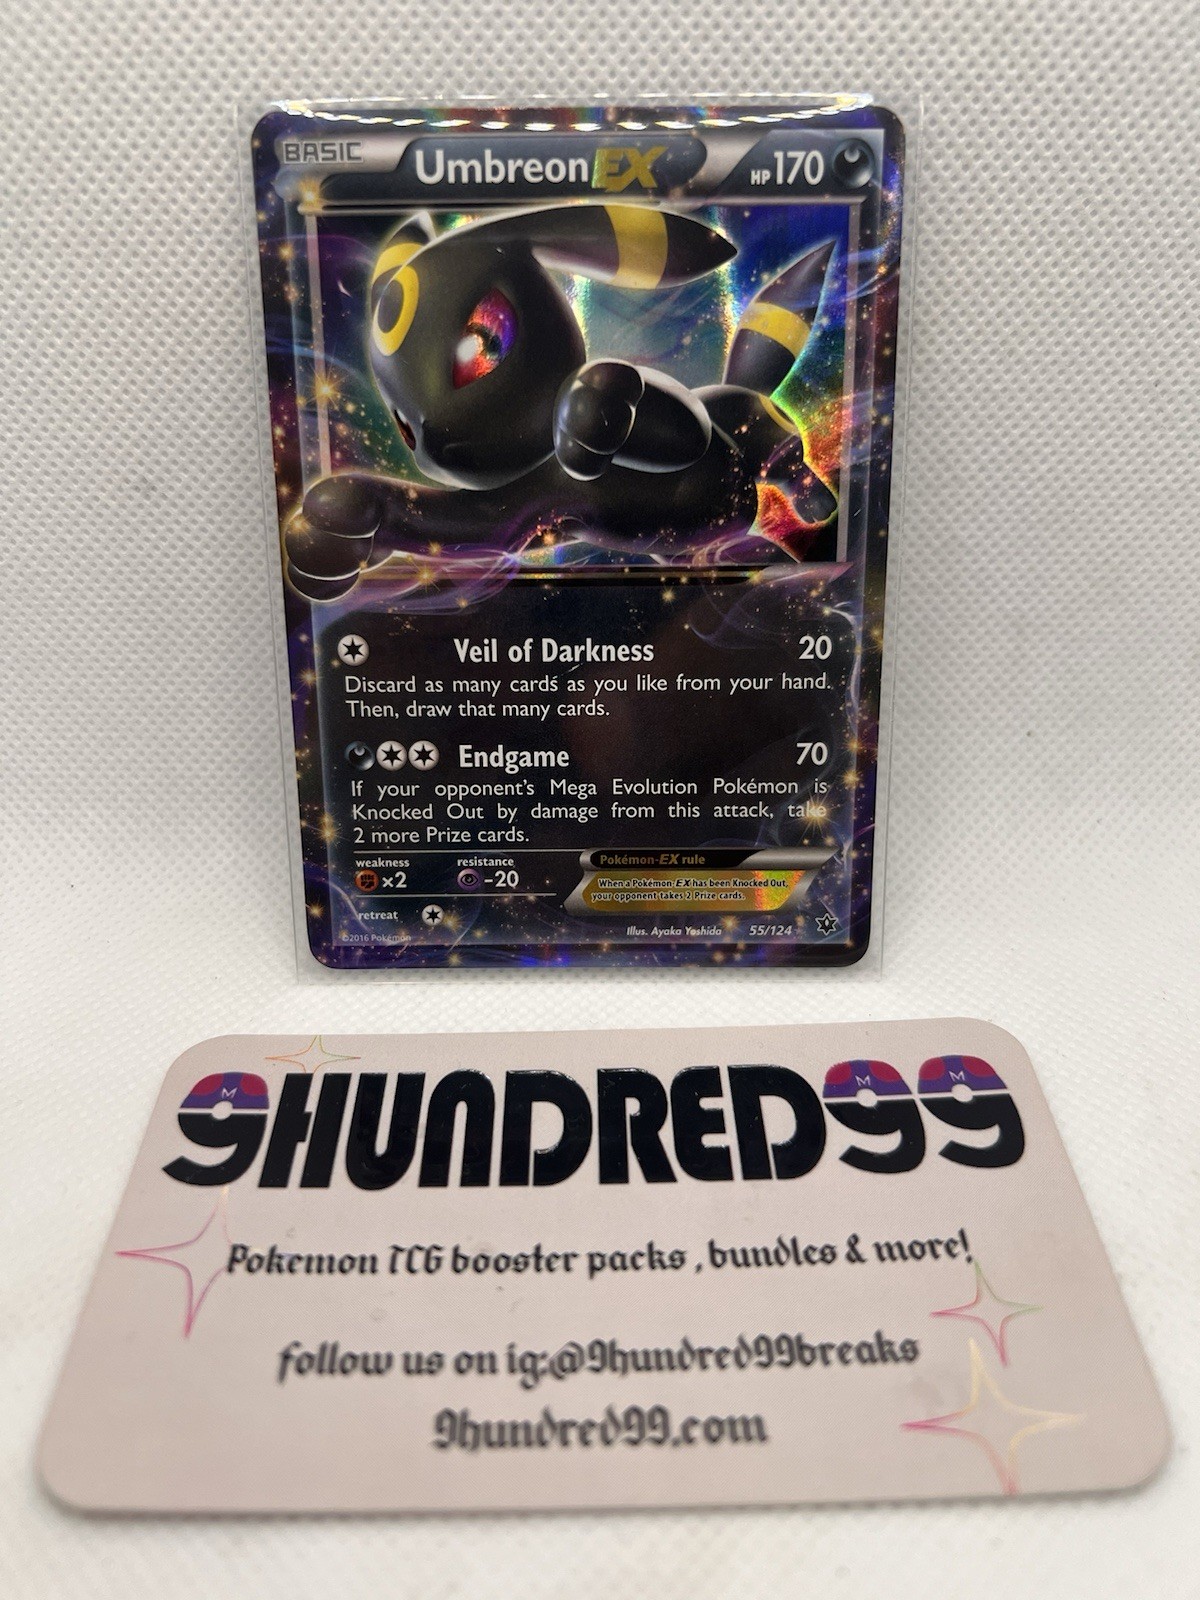 BASIC Umbreon EX HP 170
Veil of Darkness 20
Discard as many cards as you like from your hand.
Then, draw that many cards.
Endgame 70
If your opponent's Mega Evolution Pokémon is
Knocked Out by damage from this attack, take
2 more Prize cards.
weakness resistance
×2 -20
Pokémon-EX rule
When a Pokémon-EX has been Knocked Out,
your opponent takes 2 Prize cards.
retreat
©2016 Pokémon
Illus. Ayaka Yoshida 55/124
9HUNDRED99
Pokemon TCG booster packs , bundles & more!
follow us on ig:@9hundred99breaks
9hundred99.com